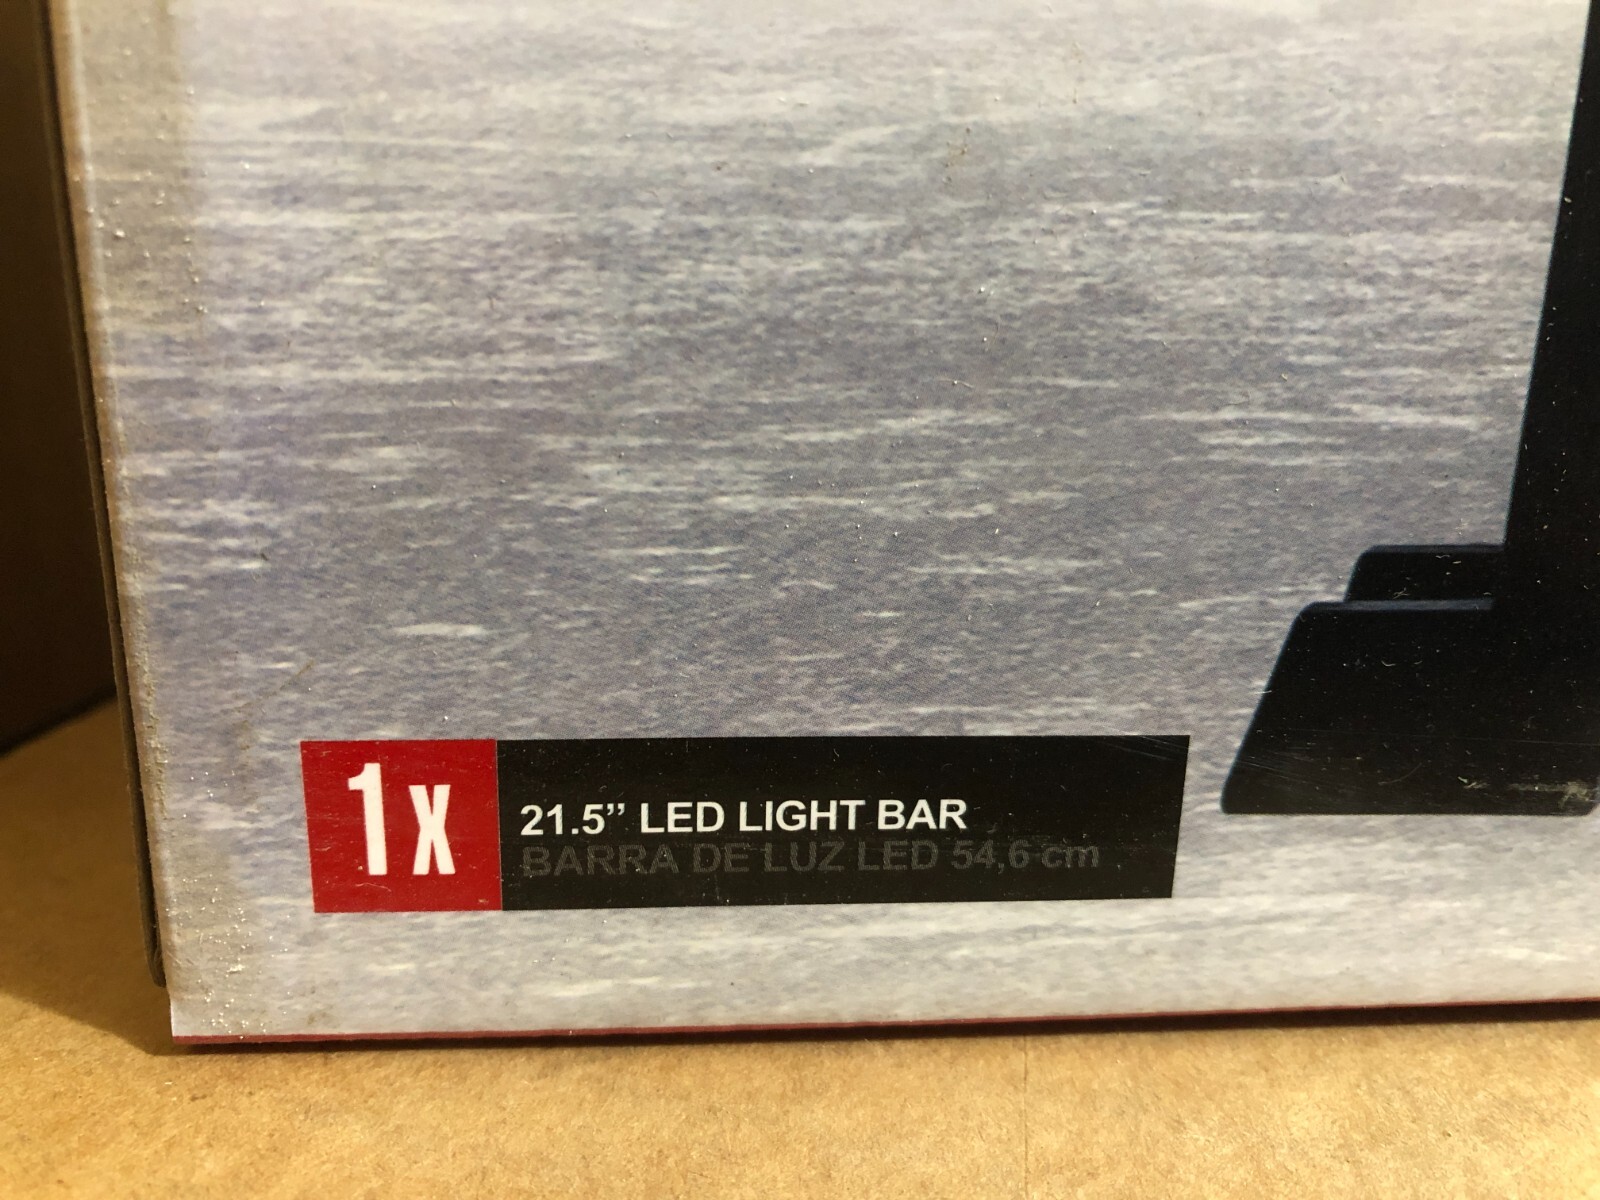 1x
21.5” LED LIGHT BAR
BARRA DE LUZ LED 54,6 cm